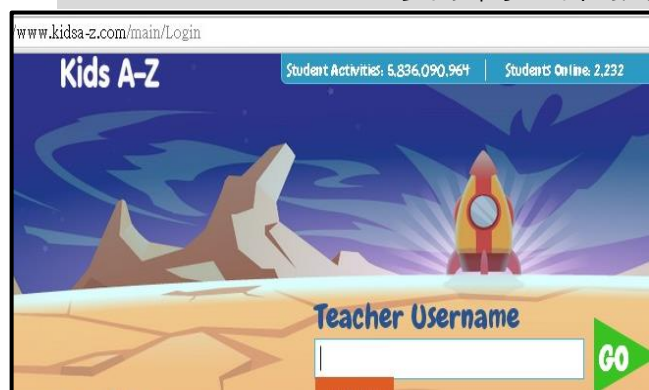 www.kidsa-z.com/main/Login
Kids A-Z
Student Activities: 5,836,090,964
Students Online: 2,232
Teacher Username
GO